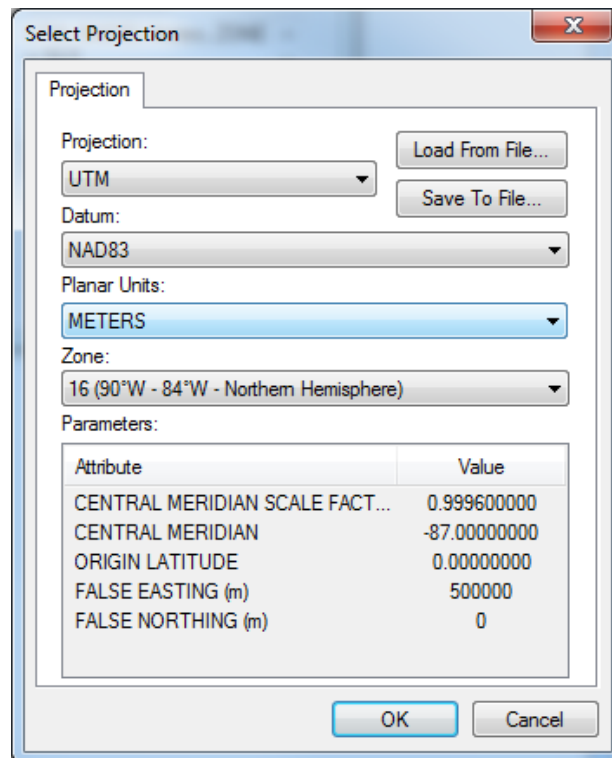 Select Projection
Projection
Projection:
Load From File...
UTM
Save To File...
Datum:
NAD83
Planar Units:
METERS
Zone:
16 (90°W - 84°W - Northern Hemisphere)
Parameters:
Attribute Value
CENTRAL MERIDIAN SCALE FACT... 0.999600000
CENTRAL MERIDIAN -87.00000000
ORIGIN LATITUDE 0.00000000
FALSE EASTING (m) 500000
FALSE NORTHING (m) 0
OK Cancel